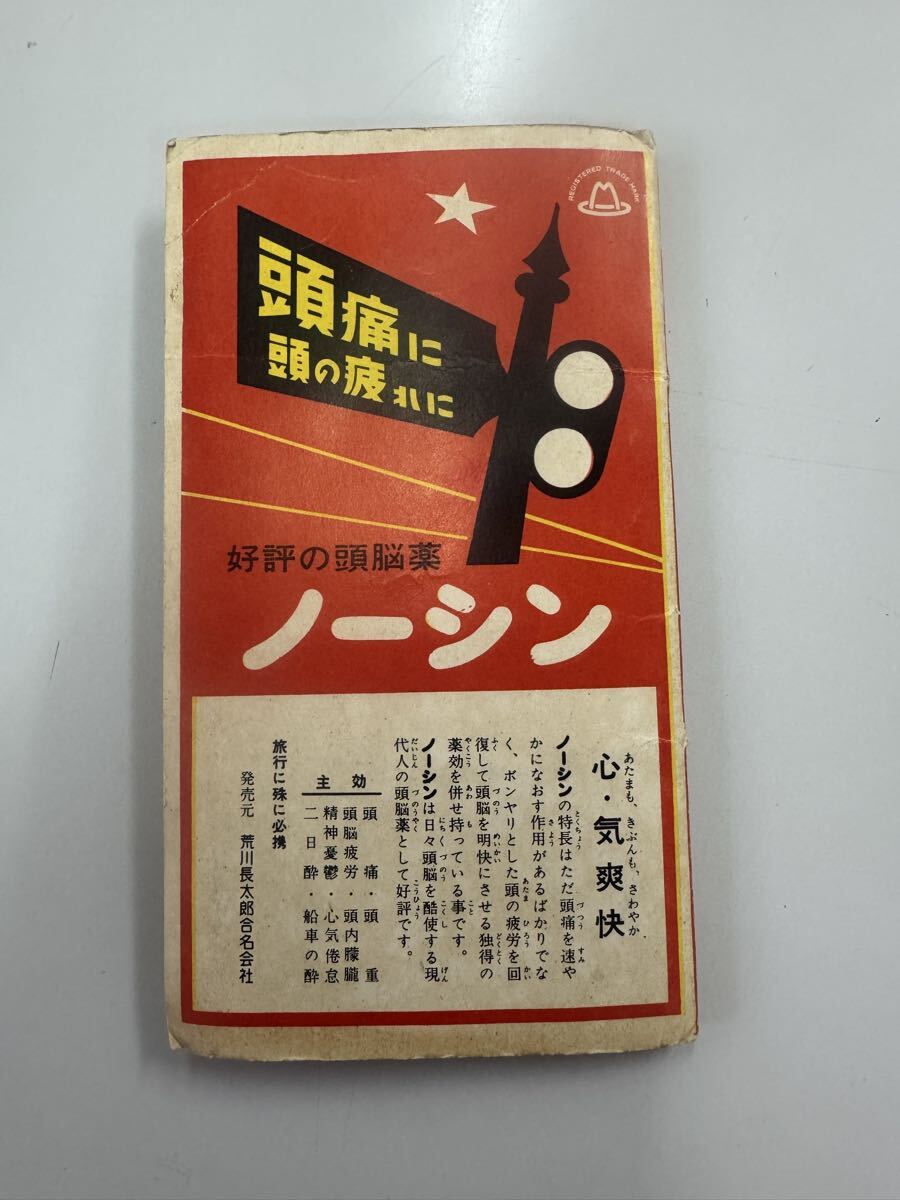 REGISTERED TRADE MARK
頭痛に
頭の疲れに
好評の頭脳薬
ノーシン
心・気爽快
あたまも、きぶんも、さわやか
ノーシンの特長はただ頭痛を速や
かになおす作用があるばかりでな
く、ボンヤリとした頭の疲労を回
復して頭脳を明快にさせる独得の
薬効を併せ持っている事です。
ノーシンは日々頭脳を酷使する現
代人の頭脳薬として好評です。
主効
頭痛・頭重
頭脳疲労・頭内朦朧
精神憂鬱・心気倦怠
二日酔・船車の酔
旅行に殊に必携
発売元 荒川長太郎合名会社